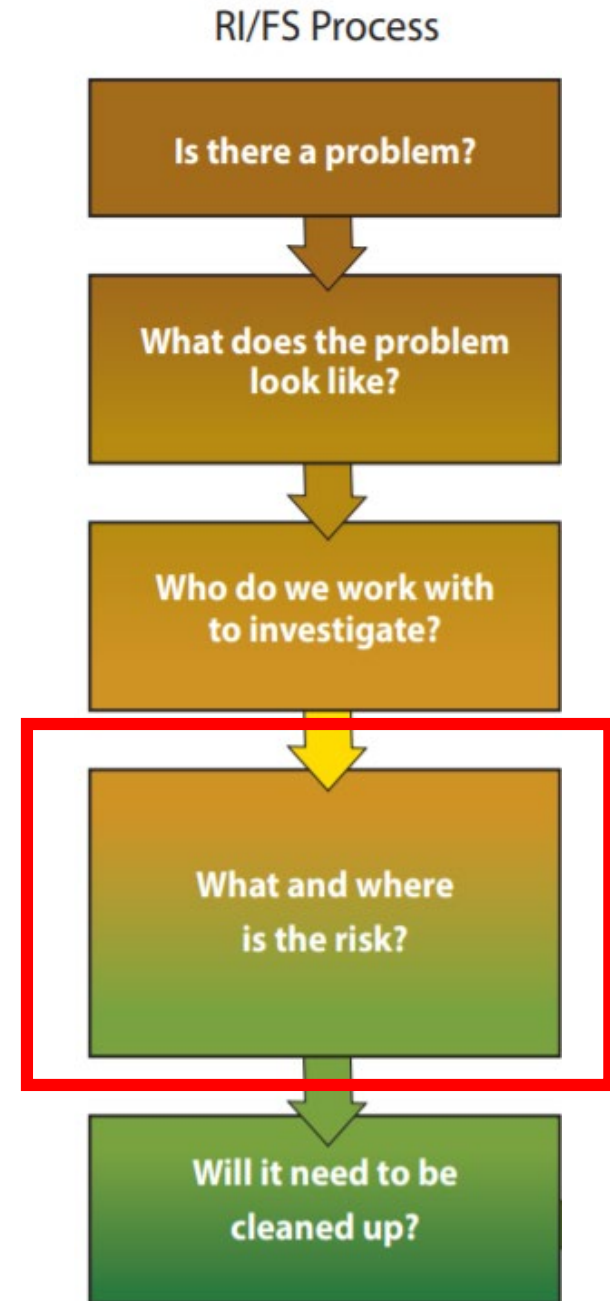 RI/FS Process
Is there a problem?
What does the problem
look like?
Who do we work with
to investigate?
What and where
is the risk?
Will it need to be
cleaned up?